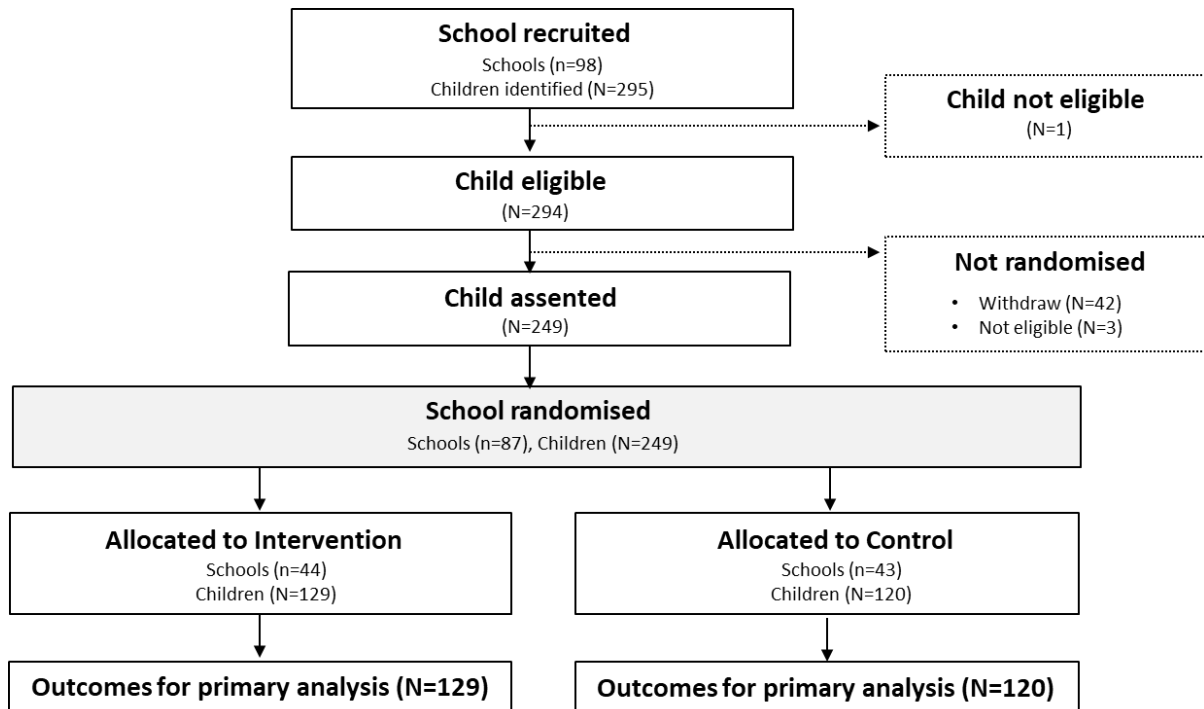 School recruited
Schools (n=98)
Children identified (N=295)
Child not eligible
(N=1)
Child eligible
(N=294)
Not randomised
• Withdraw (N=42)
• Not eligible (N=3)
Child assented
(N=249)
School randomised
Schools (n=87), Children (N=249)
Allocated to Intervention
Schools (n=44)
Children (N=129)
Allocated to Control
Schools (n=43)
Children (N=120)
Outcomes for primary analysis (N=129)
Outcomes for primary analysis (N=120)